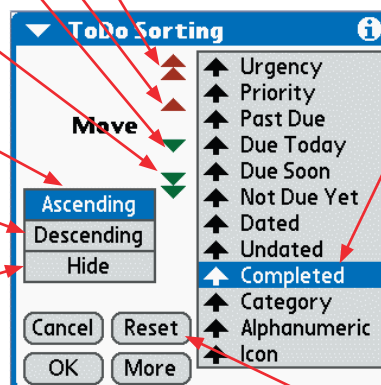 ToDo Sorting
i
Move
Urgency
Priority
Past Due
Due Today
Due Soon
Not Due Yet
Dated
Undated
Completed
Category
Alphanumeric
Icon
Ascending
Descending
Hide
Cancel
Reset
OK
More